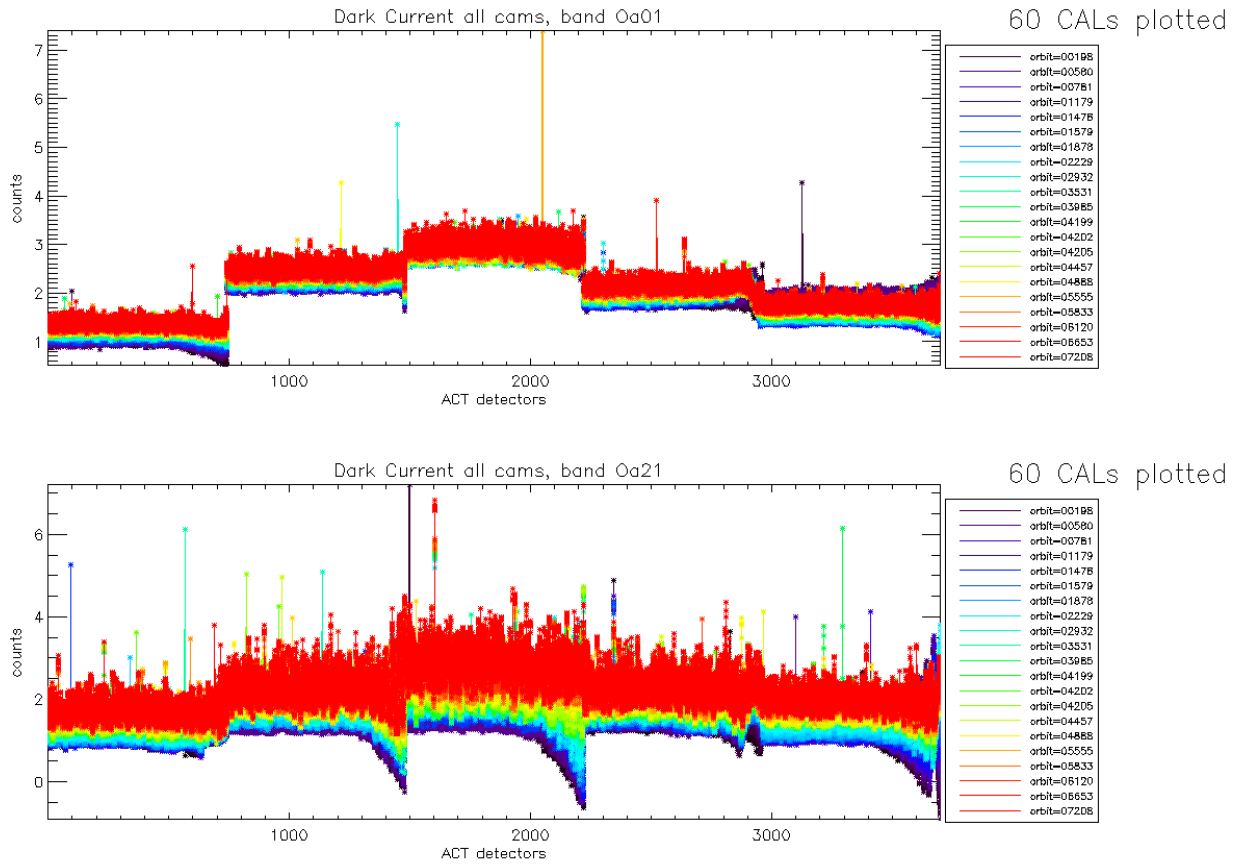 Dark Current all cams, band Oa01
60 CALs plotted
7
6
5
4
3
2
1
counts
1000
2000
3000
ACT detectors
orbit=00198
orbit=00560
orbit=00751
orbit=01179
orbit=01475
orbit=01579
orbit=01878
orbit=02229
orbit=02932
orbit=03531
orbit=03985
orbit=04199
orbit=04202
orbit=04205
orbit=04457
orbit=04888
orbit=05555
orbit=05833
orbit=06120
orbit=06653
orbit=07208
Dark Current all cams, band Oa21
60 CALs plotted
6
4
2
0
counts
1000
2000
3000
ACT detectors
orbit=00198
orbit=00560
orbit=00751
orbit=01179
orbit=01475
orbit=01579
orbit=01878
orbit=02229
orbit=02932
orbit=03531
orbit=03985
orbit=04199
orbit=04202
orbit=04205
orbit=04457
orbit=04888
orbit=05555
orbit=05833
orbit=06120
orbit=06653
orbit=07208